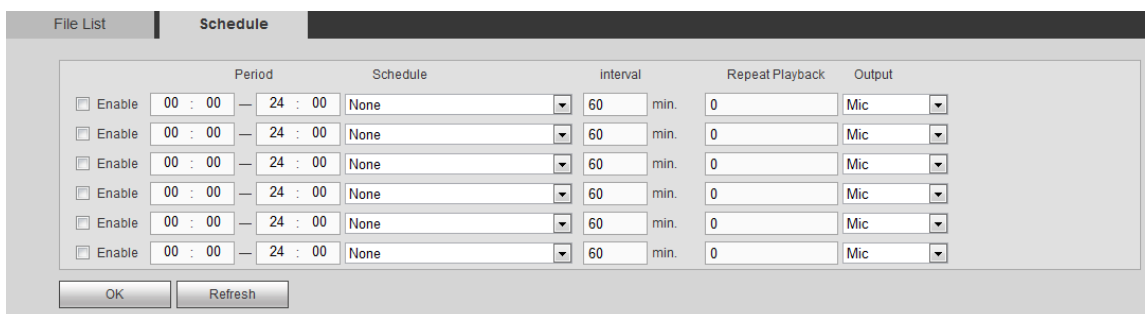 File List Schedule
Period Schedule interval Repeat Playback Output
Enable 00 : 00 — 24 : 00 None 60 min. 0 Mic
Enable 00 : 00 — 24 : 00 None 60 min. 0 Mic
Enable 00 : 00 — 24 : 00 None 60 min. 0 Mic
Enable 00 : 00 — 24 : 00 None 60 min. 0 Mic
Enable 00 : 00 — 24 : 00 None 60 min. 0 Mic
Enable 00 : 00 — 24 : 00 None 60 min. 0 Mic
OK Refresh